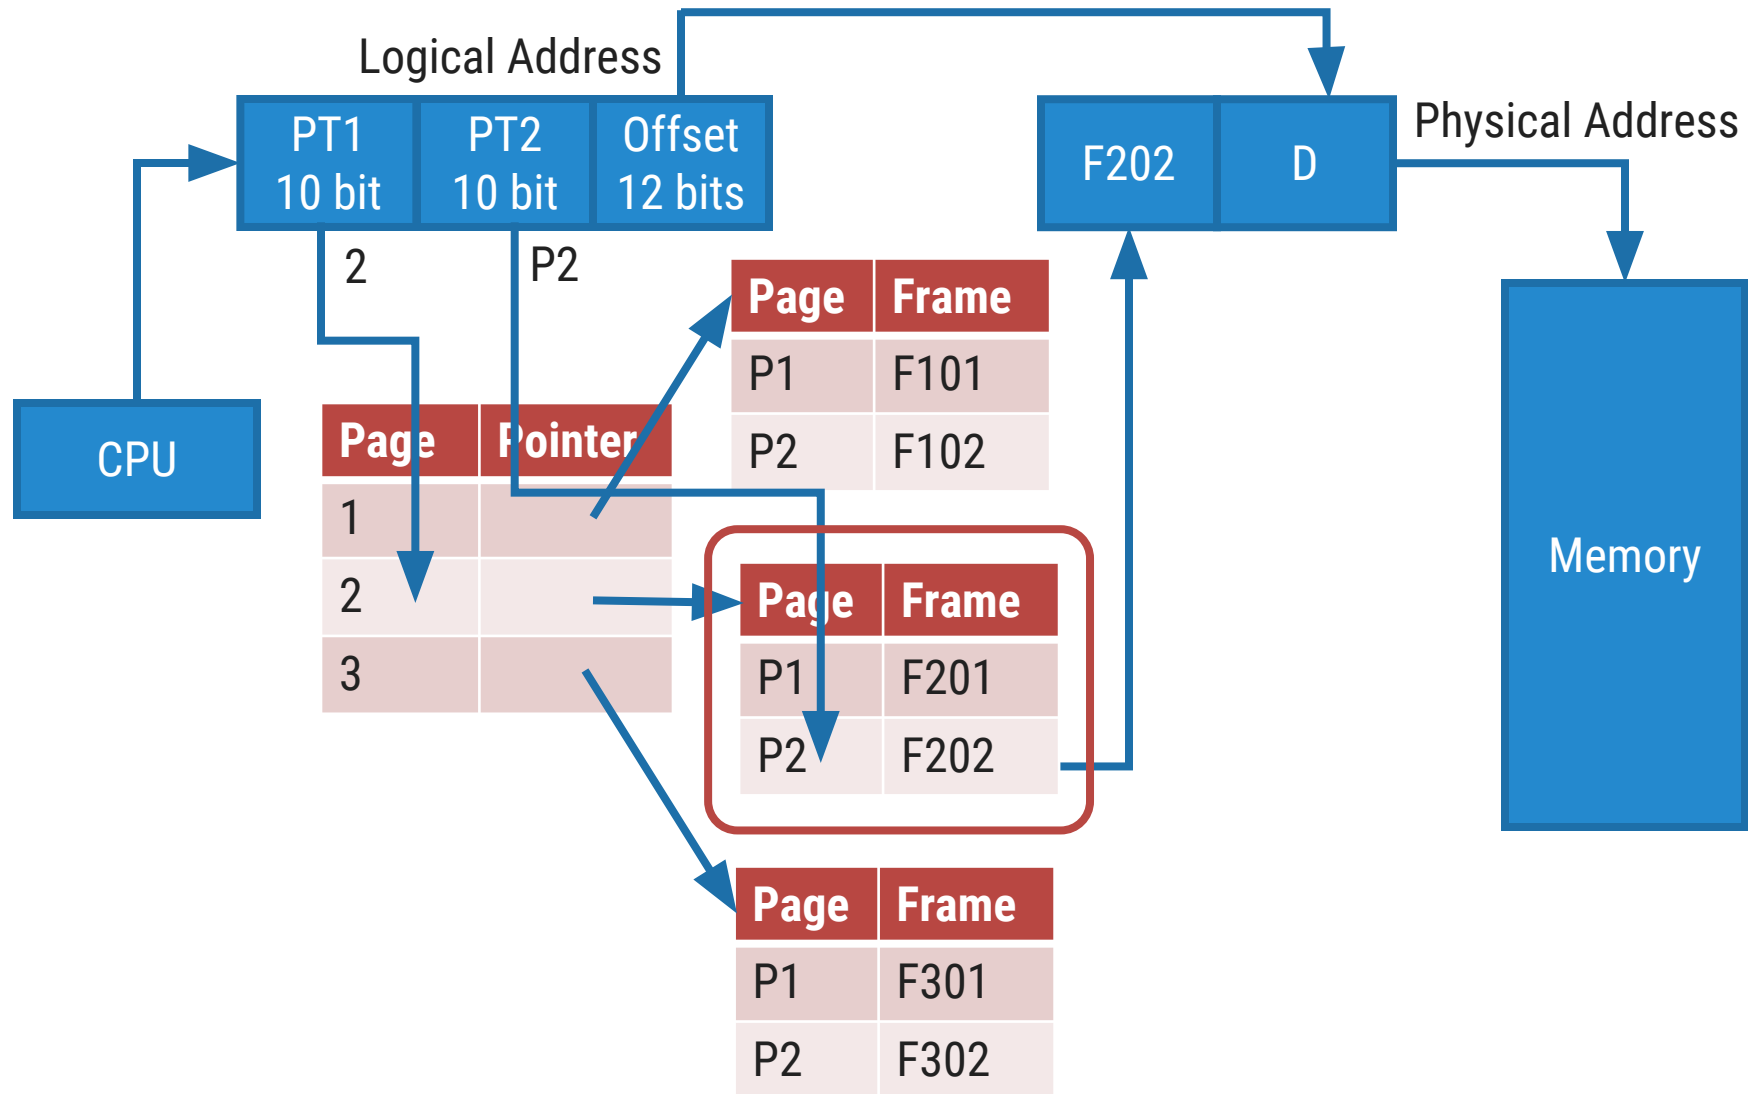 Logical Address
PT1
10 bit
PT2
10 bit
Offset
12 bits
F202
D
Physical Address
2
P2
CPU
Page Pointer
1
2
3
Page Frame
P1 F101
P2 F102
Page Frame
P1 F201
P2 F202
Page Frame
P1 F301
P2 F302
Memory